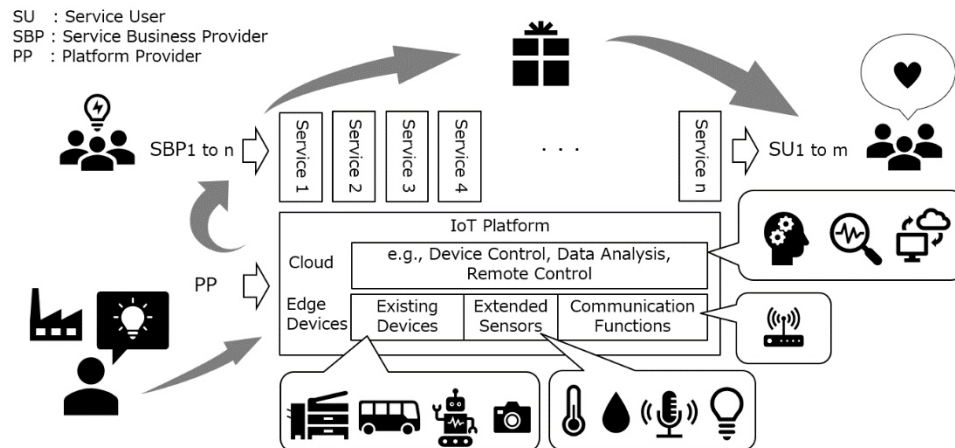 SU : Service User
SBP : Service Business Provider
PP : Platform Provider
SBP1 to n
Service 1
Service 2
Service 3
Service 4
. . .
Service n
SU1 to m
IoT Platform
PP
Cloud
e.g., Device Control, Data Analysis,
Remote Control
Edge
Devices
Existing
Devices
Extended
Sensors
Communication
Functions